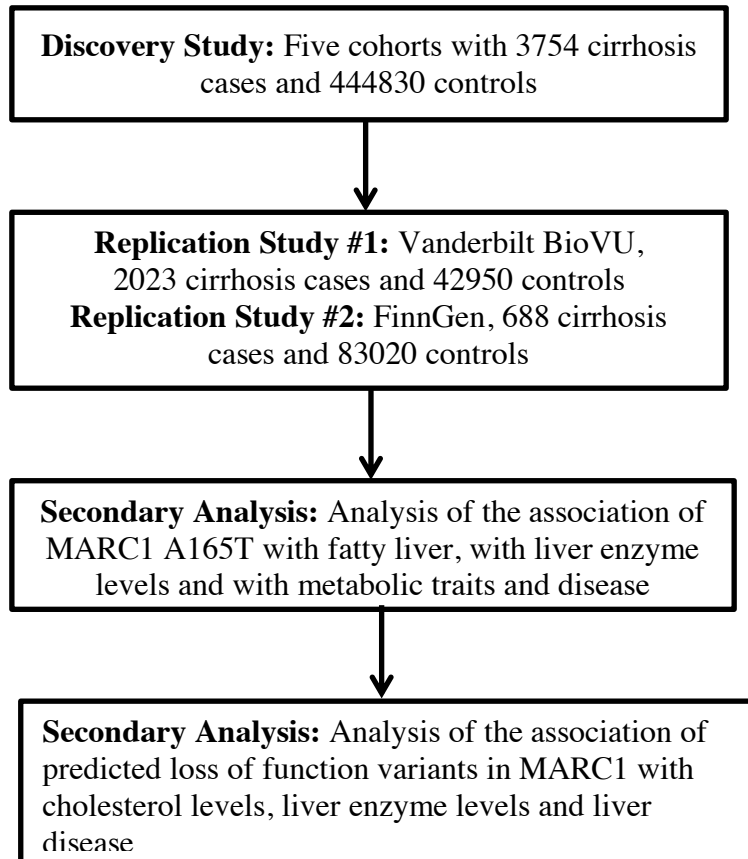 Discovery Study: Five cohorts with 3754 cirrhosis
cases and 444830 controls
Replication Study #1: Vanderbilt BioVU,
2023 cirrhosis cases and 42950 controls
Replication Study #2: FinnGen, 688 cirrhosis
cases and 83020 controls
Secondary Analysis: Analysis of the association of
MARC1 A165T with fatty liver, with liver enzyme
levels and with metabolic traits and disease
Secondary Analysis: Analysis of the association of
predicted loss of function variants in MARC1 with
cholesterol levels, liver enzyme levels and liver
disease